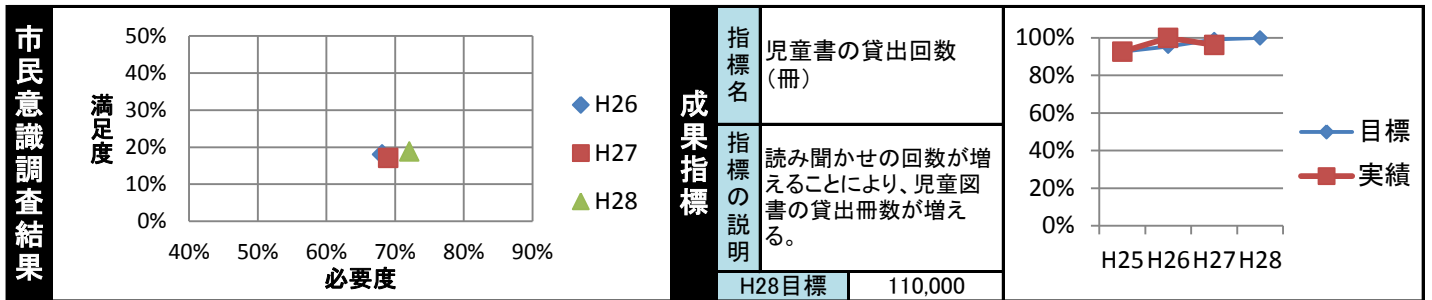 市民意識調査結果
満足度
50%
40%
30%
20%
10%
0%
40% 50% 60% 70% 80% 90%
必要度
H26
H27
H28
成果指標
指標名
児童書の貸出回数
（冊）
指標の説明
読み聞かせの回数が増
えることにより、児童図
書の貸出冊数が増え
る。
H28目標 110,000
100%
80%
60%
40%
20%
0%
H25 H26 H27 H28
目標
実績